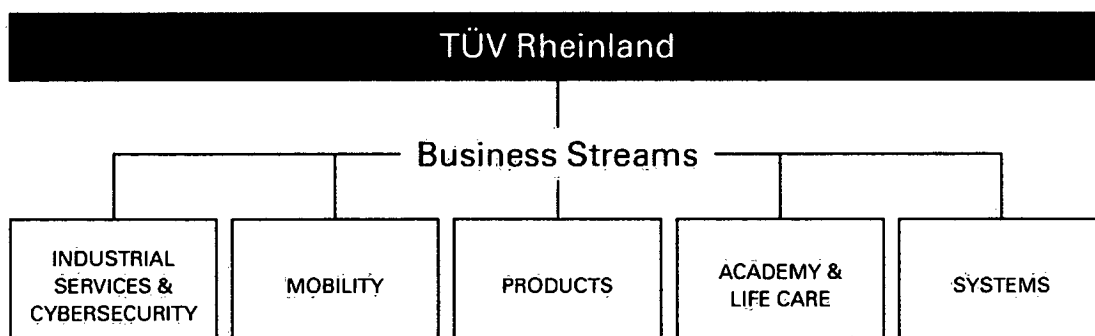 TÜV Rheinland
Business Streams
INDUSTRIAL
SERVICES &
CYBERSECURITY
MOBILITY
PRODUCTS
ACADEMY &
LIFE CARE
SYSTEMS